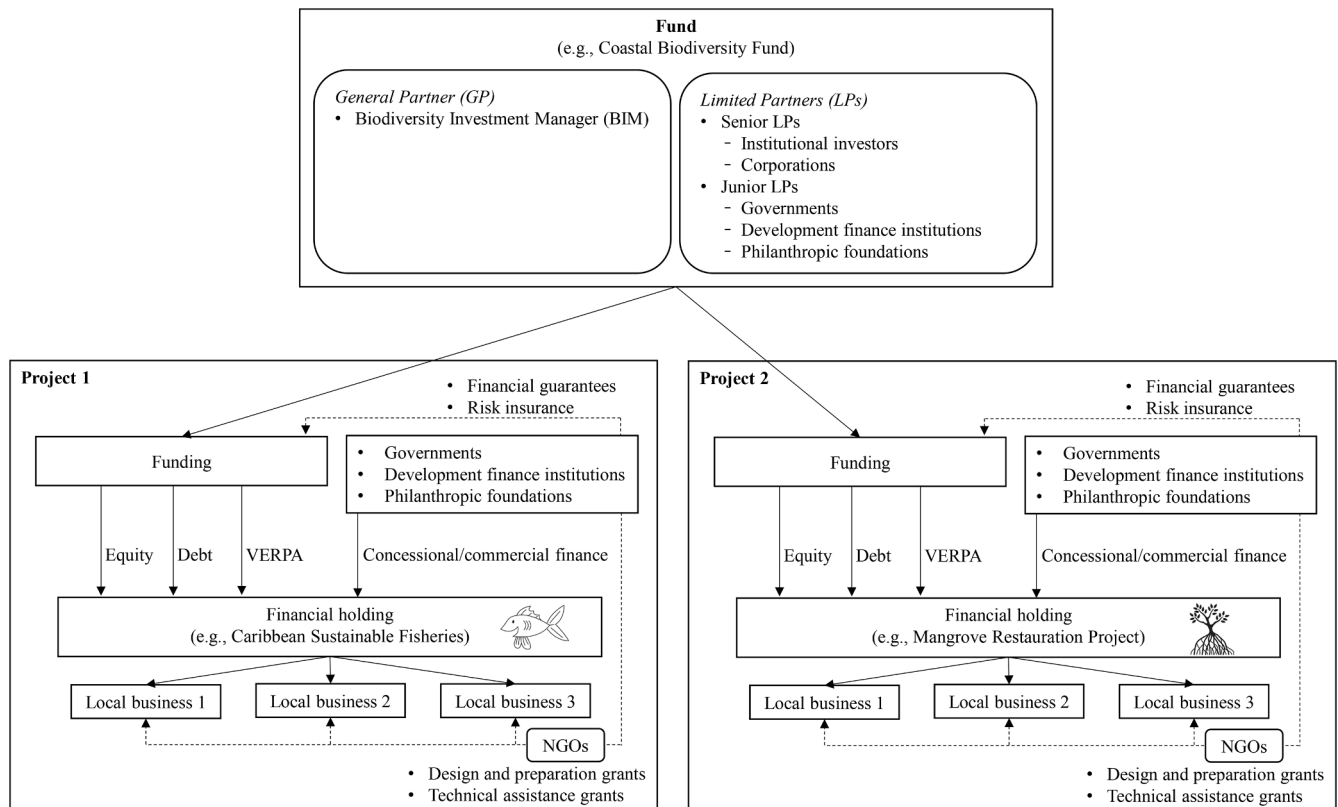 Fund
(e.g., Coastal Biodiversity Fund)
General Partner (GP)
• Biodiversity Investment Manager (BIM)
Limited Partners (LPs)
• Senior LPs
- Institutional investors
- Corporations
• Junior LPs
- Governments
- Development finance institutions
- Philanthropic foundations
Project 1
• Financial guarantees
• Risk insurance
Funding
• Governments
• Development finance institutions
• Philanthropic foundations
Equity
Debt
VERPA
Concessional/commercial finance
Financial holding
(e.g., Caribbean Sustainable Fisheries)
Local business 1
Local business 2
Local business 3
NGOs
• Design and preparation grants
• Technical assistance grants
Project 2
• Financial guarantees
• Risk insurance
Funding
• Governments
• Development finance institutions
• Philanthropic foundations
Equity
Debt
VERPA
Concessional/commercial finance
Financial holding
(e.g., Mangrove Restauration Project)
Local business 1
Local business 2
Local business 3
NGOs
• Design and preparation grants
• Technical assistance grants